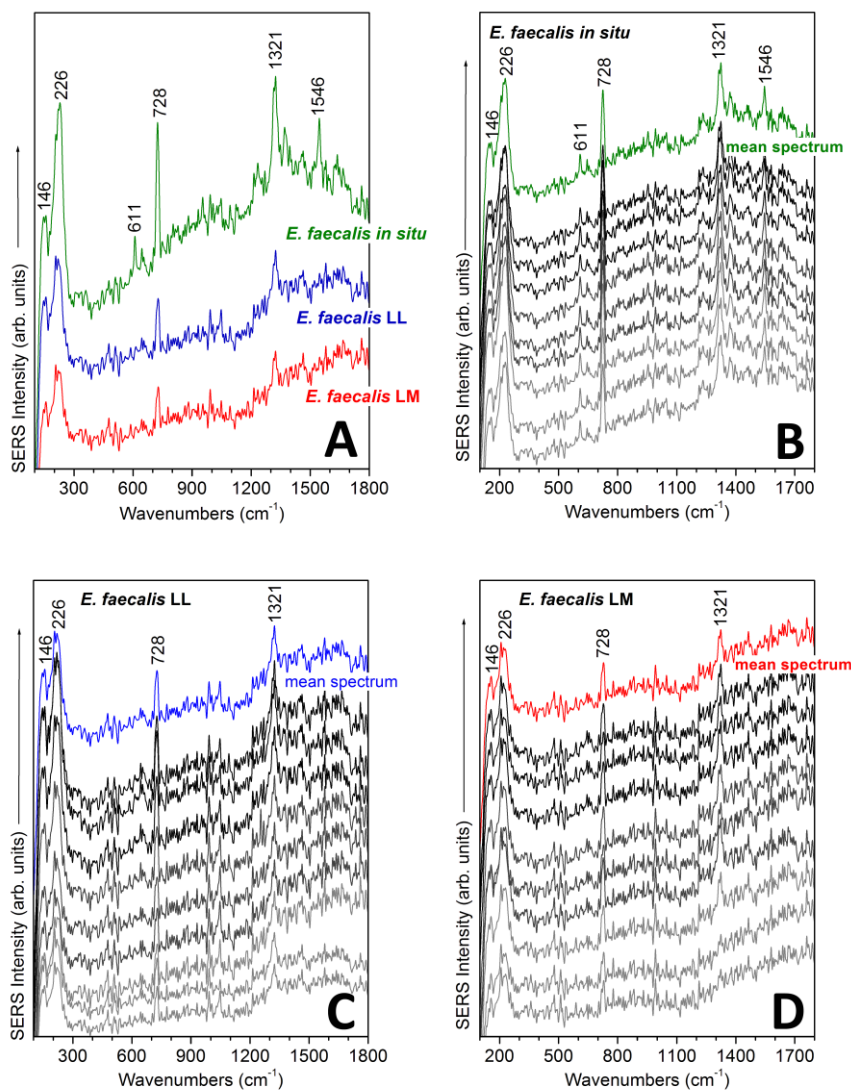 SERS Intensity (arb. units)
146
226
611
728
1321
1546
E. faecalis in situ
E. faecalis LL
E. faecalis LM
A
300 600 900 1200 1500 1800
Wavenumbers (cm-1)
E. faecalis in situ
SERS Intensity (arb. units)
146
226
611
728
1321
1546
mean spectrum
B
200 500 800 1100 1400 1700
Wavenumbers (cm-1)
E. faecalis LL
SERS Intensity (arb. units)
146
226
728
1321
mean spectrum
C
300 600 900 1200 1500 1800
Wavenumbers (cm-1)
E. faecalis LM
SERS Intensity (arb. units)
146
226
728
1321
mean spectrum
D
200 500 800 1100 1400 1700
Wavenumbers (cm-1)